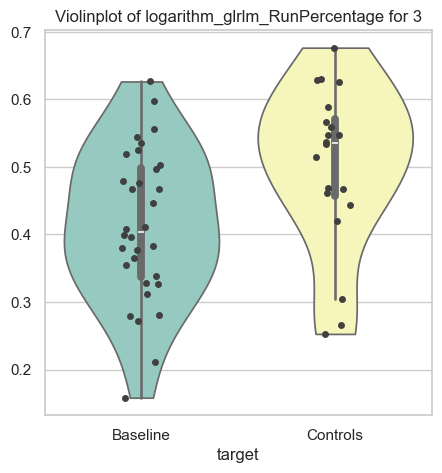 Violinplot of logarithm_glrlm_RunPercentage for 3
0.7
0.6
0.5
0.4
0.3
0.2
Baseline
Controls
target